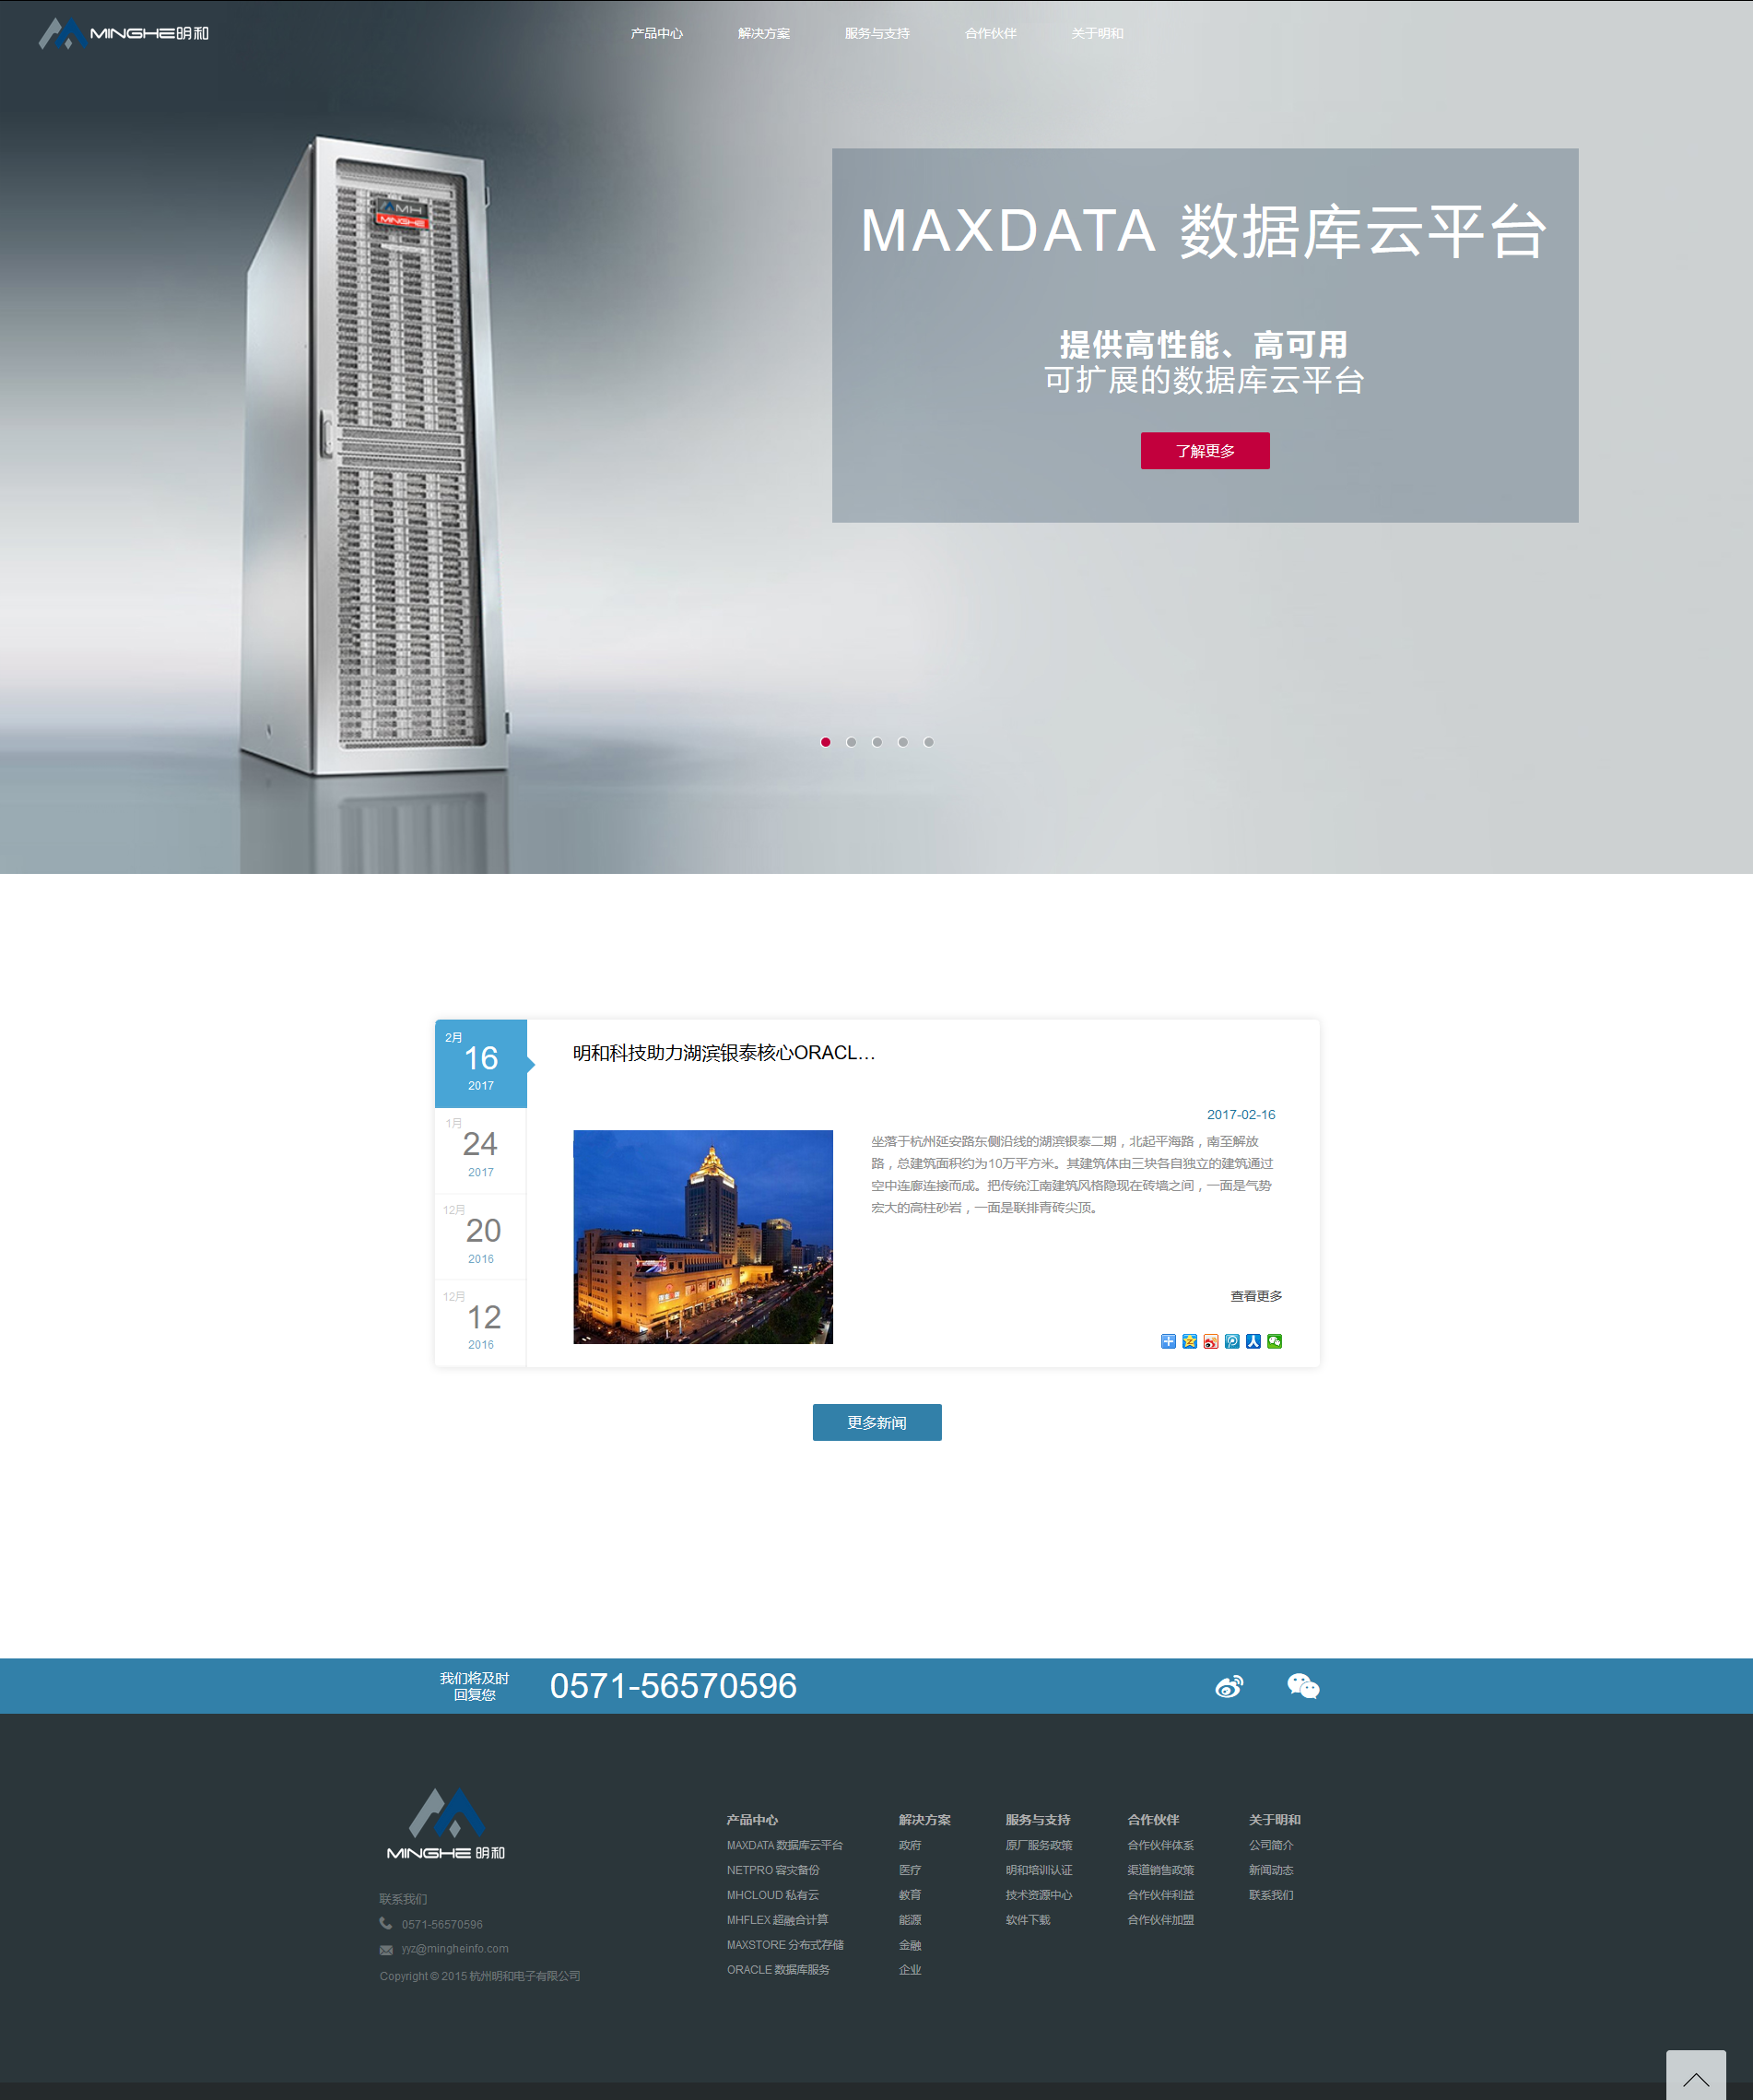 MINGHE明和
产品中心
解决方案
服务与支持
合作伙伴
关于明和
MH
MINGHE
MAXDATA 数据库云平台
提供高性能、高可用
可扩展的数据库云平台
了解更多
2月
16
2017
1月
24
2017
12月
20
2016
12月
12
2016
明和科技助力湖滨银泰核心ORACL...
2017-02-16
坐落于杭州延安路东侧沿线的湖滨银泰二期，北起平海路，南至解放
路，总建筑面积约为10万平方米。其建筑体由三块各自独立的建筑通过
空中连廊连接而成。把传统江南建筑风格隐现在砖墙之间，一面是气势
宏大的高柱砂岩，一面是联排青砖尖顶。
查看更多
更多新闻
我们将及时
回复您
0571-56570596
MINGHE 明和
联系我们
0571-56570596
yyz@mingheinfo.com
Copyright © 2015 杭州明和电子有限公司
产品中心
MAXDATA 数据库云平台
NETPRO 容灾备份
MHCLOUD 私有云
MHFLEX 超融合计算
MAXSTORE 分布式存储
ORACLE 数据库服务
解决方案
政府
医疗
教育
能源
金融
企业
服务与支持
原厂服务政策
明和培训认证
技术资源中心
软件下载
合作伙伴
合作伙伴体系
渠道销售政策
合作伙伴利益
合作伙伴加盟
关于明和
公司简介
新闻动态
联系我们